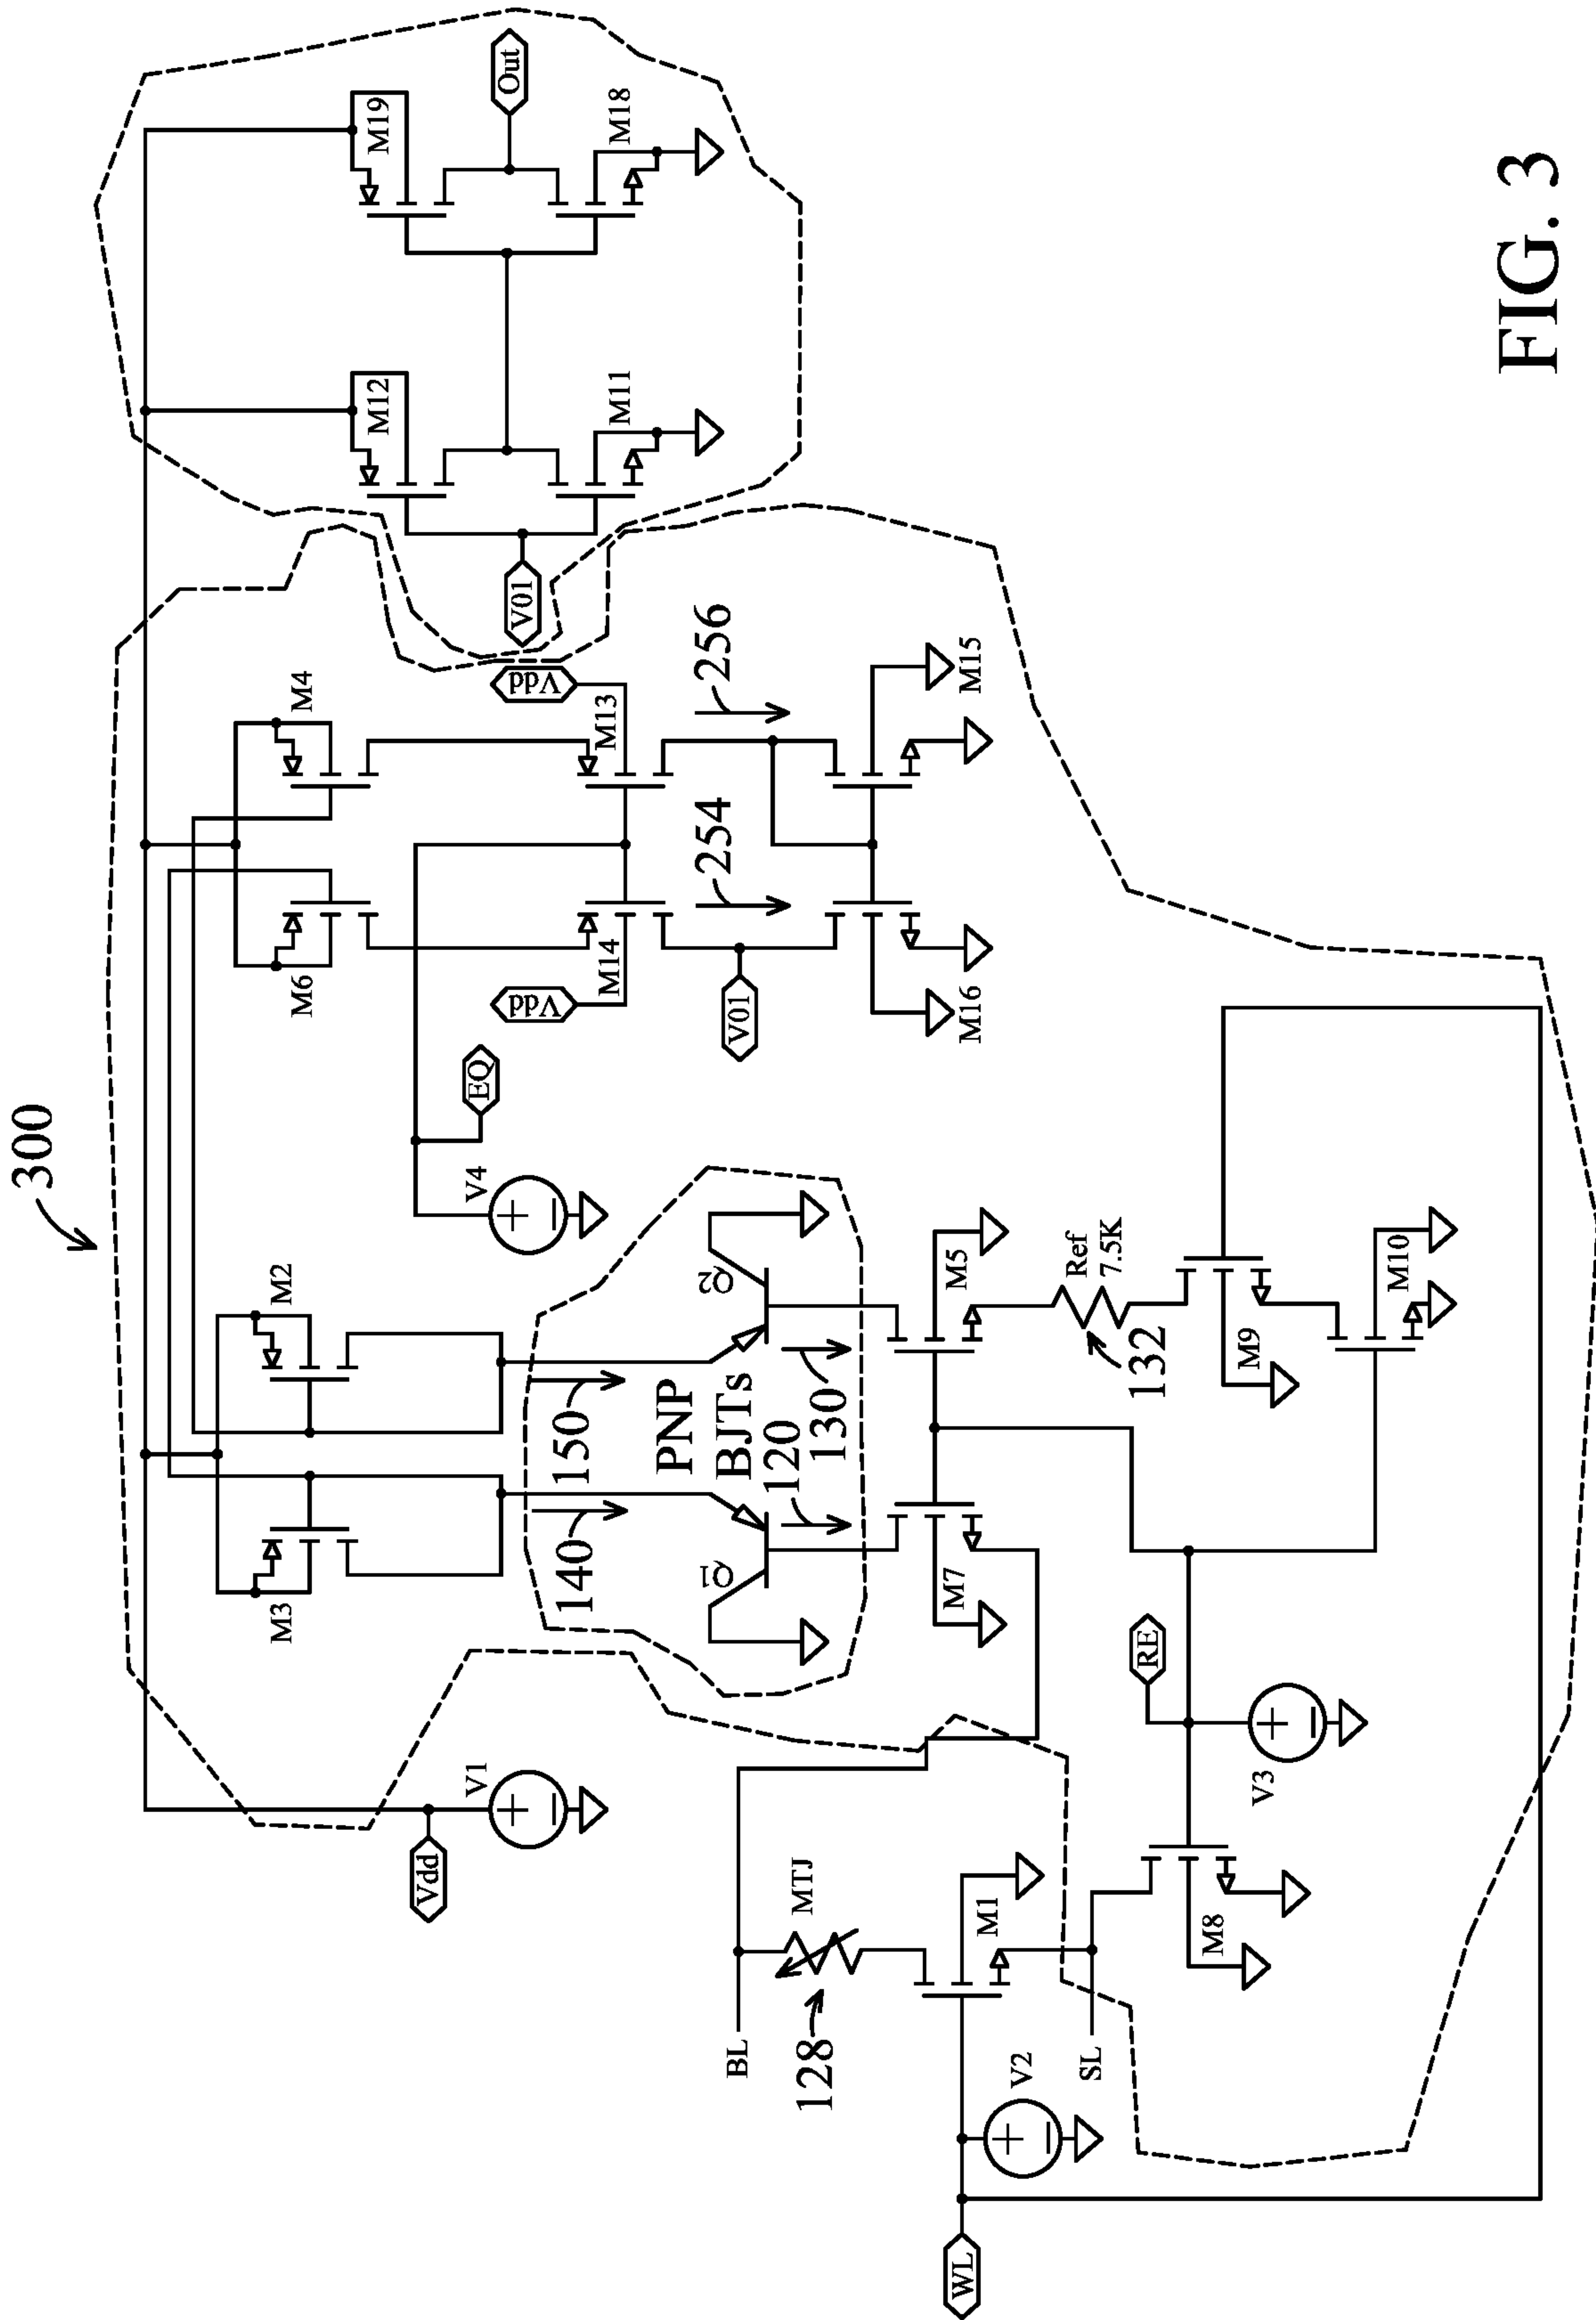 300
Vdd
V1
M3
M2
M6
M4
M12
M19
140
150
PNP
BJTs
Q1
Q2
120
130
V4
EQ
Vdd
Vdd
M14
M13
V01
Out
254
256
V01
M11
M18
BL
MTJ
128
M7
M5
M16
M15
WL
V2
M1
SL
M8
RE
V3
Ref
7.5K
132
M9
M10
FIG. 3